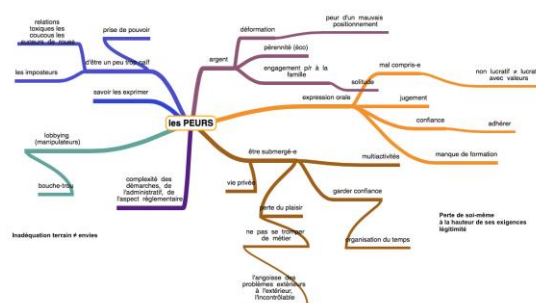 relations
toxiques les
coucous les
suceurs de roues
prise de pouvoir
d'être un peu trop naïf
les imposteurs
savoir les exprimer
les PEURS
lobbying
(manipulateurs)
bouche-trou
complexité des
démarches, de
l'administratif, de
l'aspect réglementaire
Inadéquation terrain ≠ envies
argent
déformation
peur d'un mauvais
positionnement
pérennité (éco)
engagement p/r à la
famille
solitude
expression orale
mal compris-e
non lucratif ≠ lucratif
avec valeurs
jugement
confiance
adhérer
manque de formation
être submergé-e
multiactivités
vie privée
perte du plaisir
garder confiance
organisation du temps
ne pas se tromper
de métier
l'angoisse des
problèmes extérieurs
à l'extérieur,
l'incontrôlable
Perte de soi-même
à la hauteur de ses exigences
légitimité